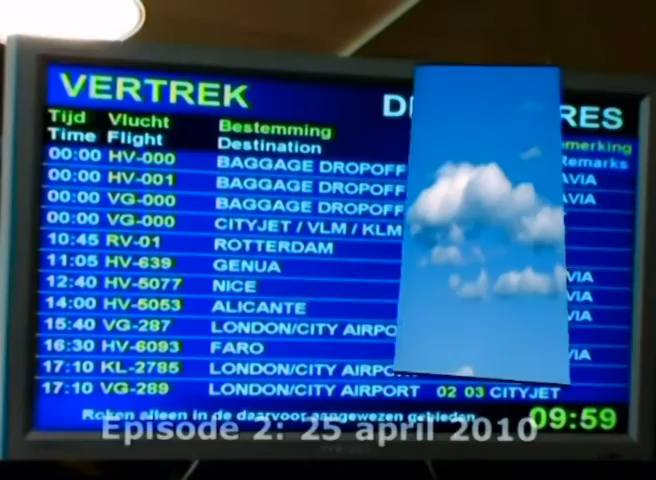 VERTREK
Tijd Vlucht Bestemming
Time Flight Destination Remarks
00:00 HV-000 BAGGAGE DROPOFF
00:00 HV-001 BAGGAGE DROPOFF
00:00 VG-000 BAGGAGE DROPOFF
00:00 VG-000 CITYJET / VLM / KLM
10:45 RV-01 ROTTERDAM
11:05 HV-639 GENUA
12:40 HV-5077 NICE
14:00 HV-5053 ALICANTE
15:40 VG-287 LONDON/CITY
16:30 HV-6093 FARO
17:10 KL-2785 LONDON/CITY
17:10 VG-289 LONDON/CITY AIRPORT 02 03 CITYJET
Roken alleen in de daarvoor aangewezen gebieden
09:59
Episode 2: 25 april 2010